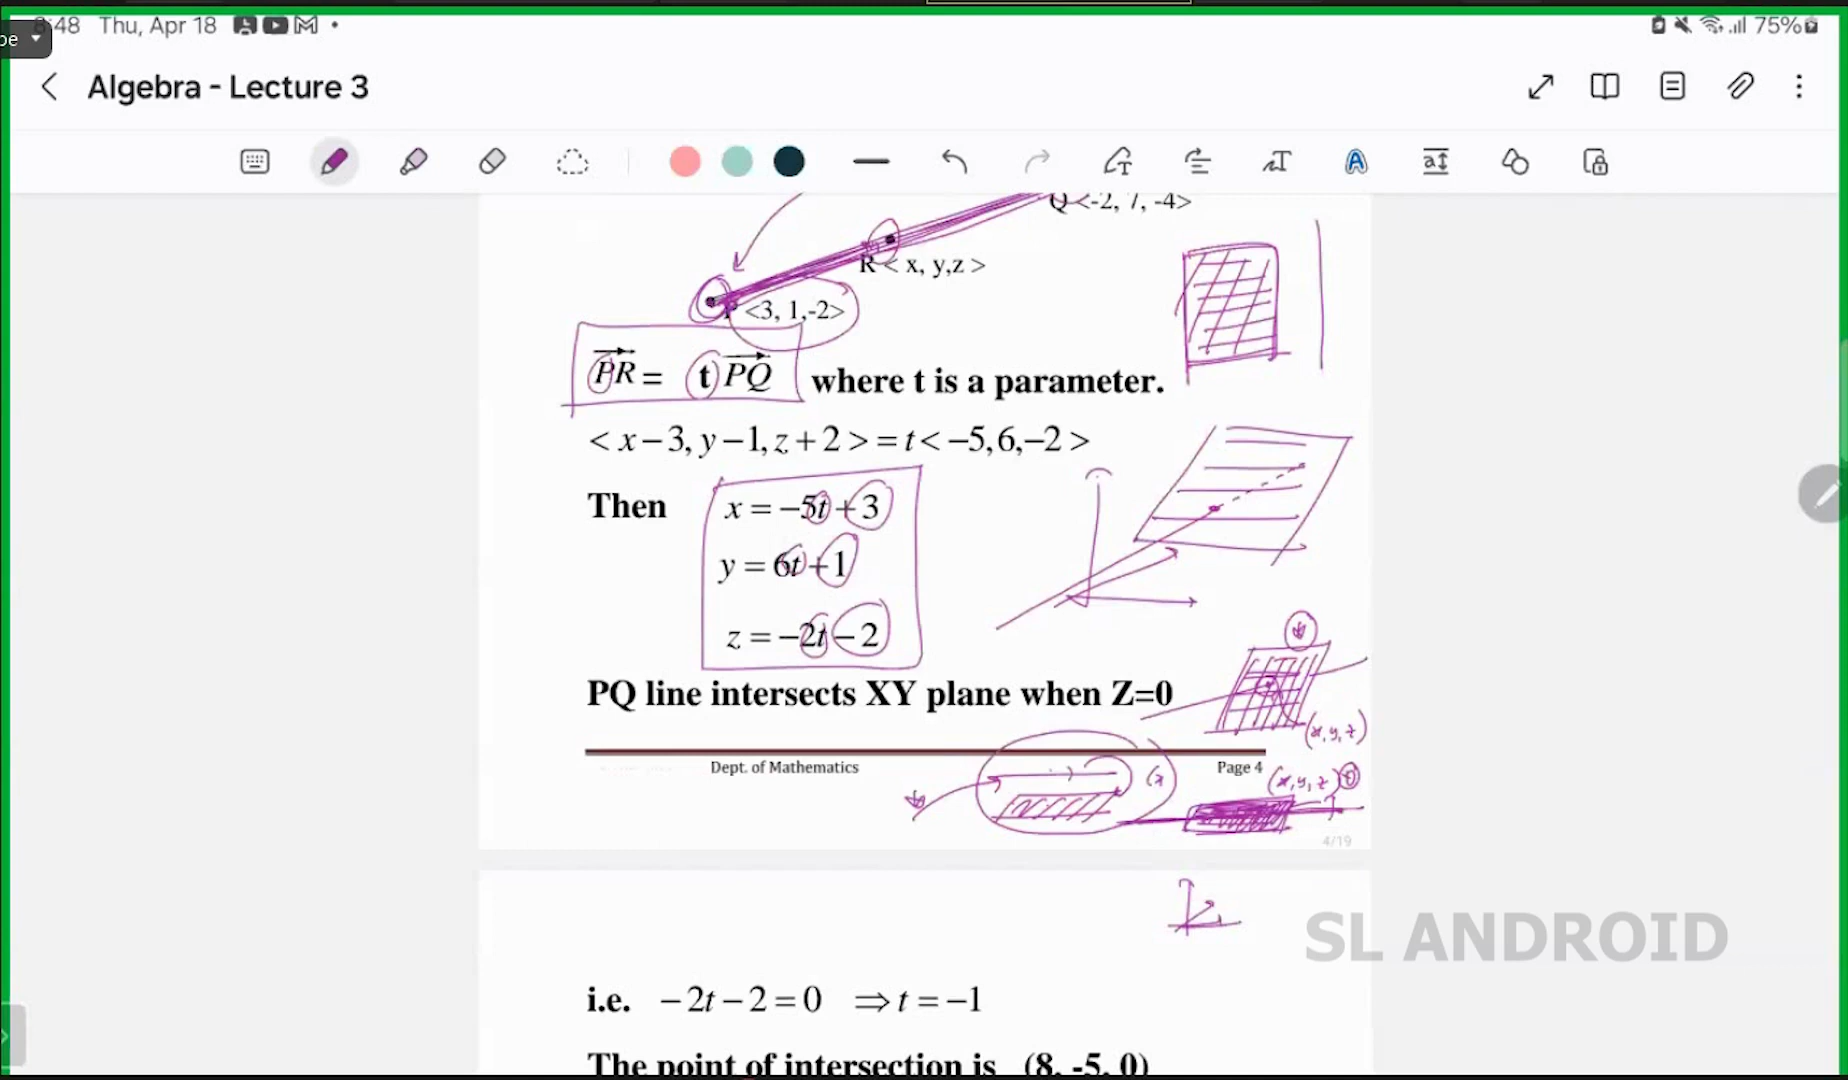 8:48 Thu, Apr 18
75%
Algebra - Lecture 3
Q <-2, 7, -4>
R < x, y,z >
P <3, 1,-2>
PR = t PQ where t is a parameter.
< x − 3, y − 1, z + 2 > = t < −5,6,−2 >
Then x = −5t + 3
y = 6t + 1
z = −2t − 2
PQ line intersects XY plane when Z=0
(x, y, z)
Dept. of Mathematics
Page 4
(x, y, z)
4/19
SL ANDROID
i.e. −2t − 2 = 0 ⇒ t = −1
The point of intersection is (8, -5, 0)